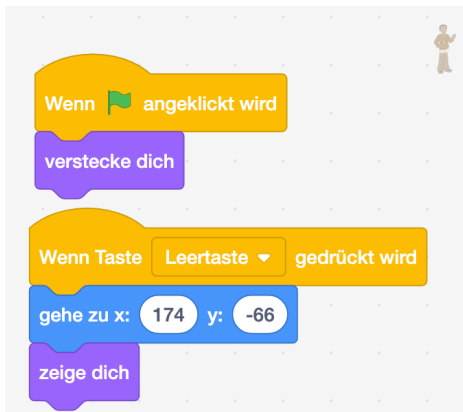 Wenn angeklickt wird
verstecke dich
Wenn Taste Leertaste gedrückt wird
gehe zu x: 174 y: -66
zeige dich